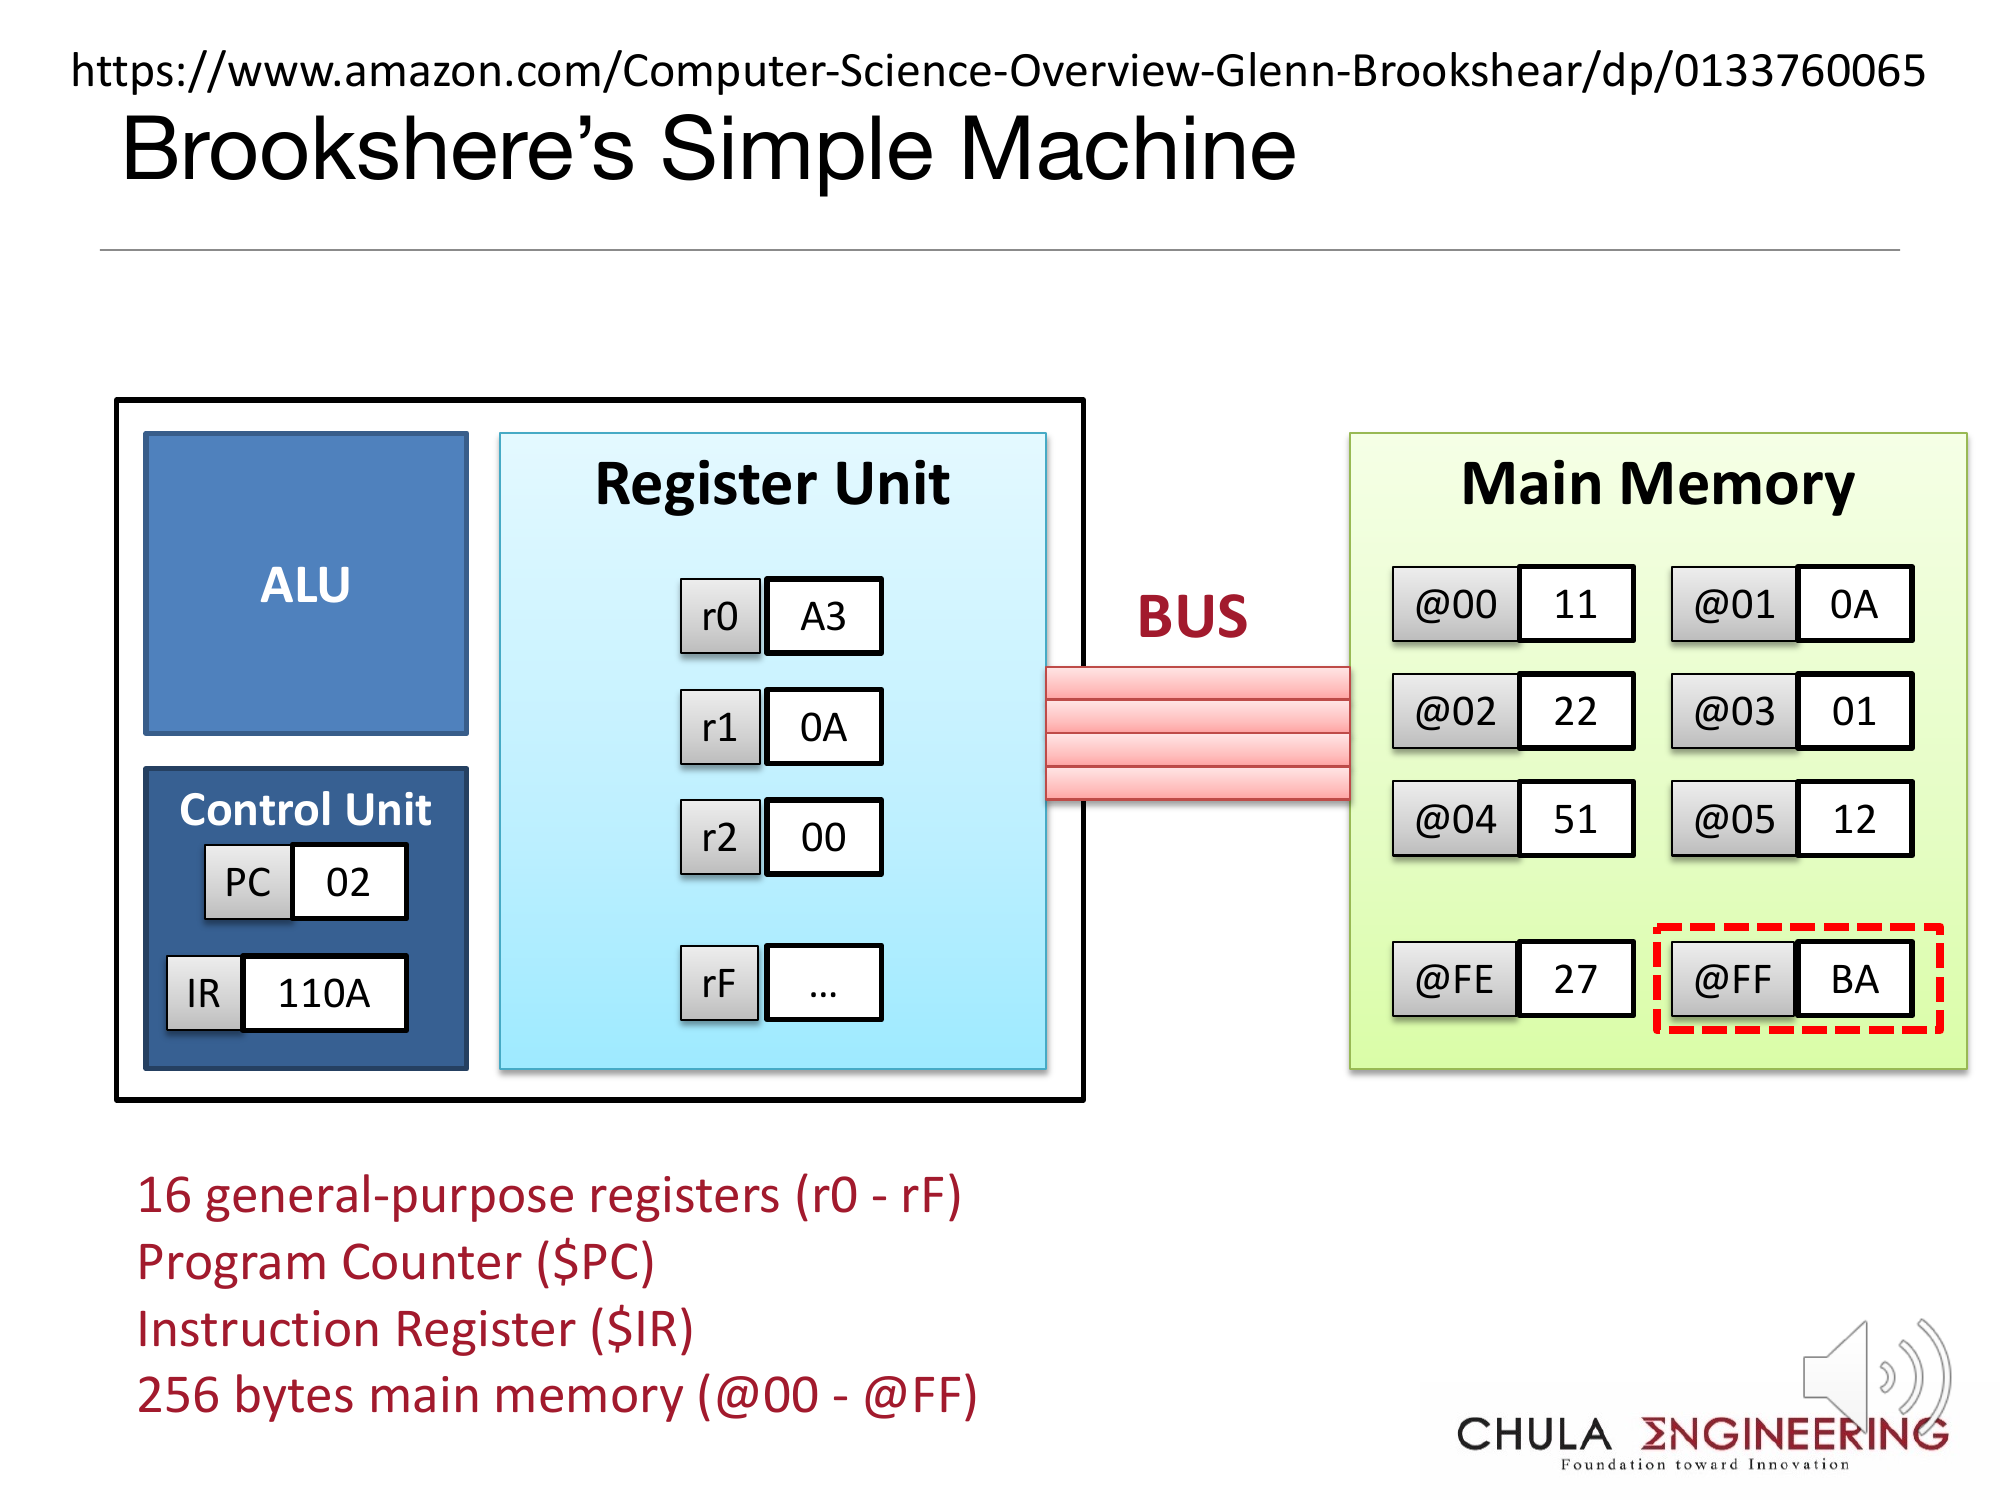 https://www.amazon.com/Computer-Science-Overview-Glenn-Brookshear/dp/0133760065
Brookshere’s Simple Machine
ALU
Control Unit
PC 02
IR 110A
Register Unit
r0 A3
r1 0A
r2 00
rF ...
BUS
Main Memory
@00 11 @01 0A
@02 22 @03 01
@04 51 @05 12
@FE 27 @FF BA
16 general-purpose registers (r0 - rF)
Program Counter ($PC)
Instruction Register ($IR)
256 bytes main memory (@00 - @FF)
CHULA ΣNGINEERING
Foundation toward Innovation